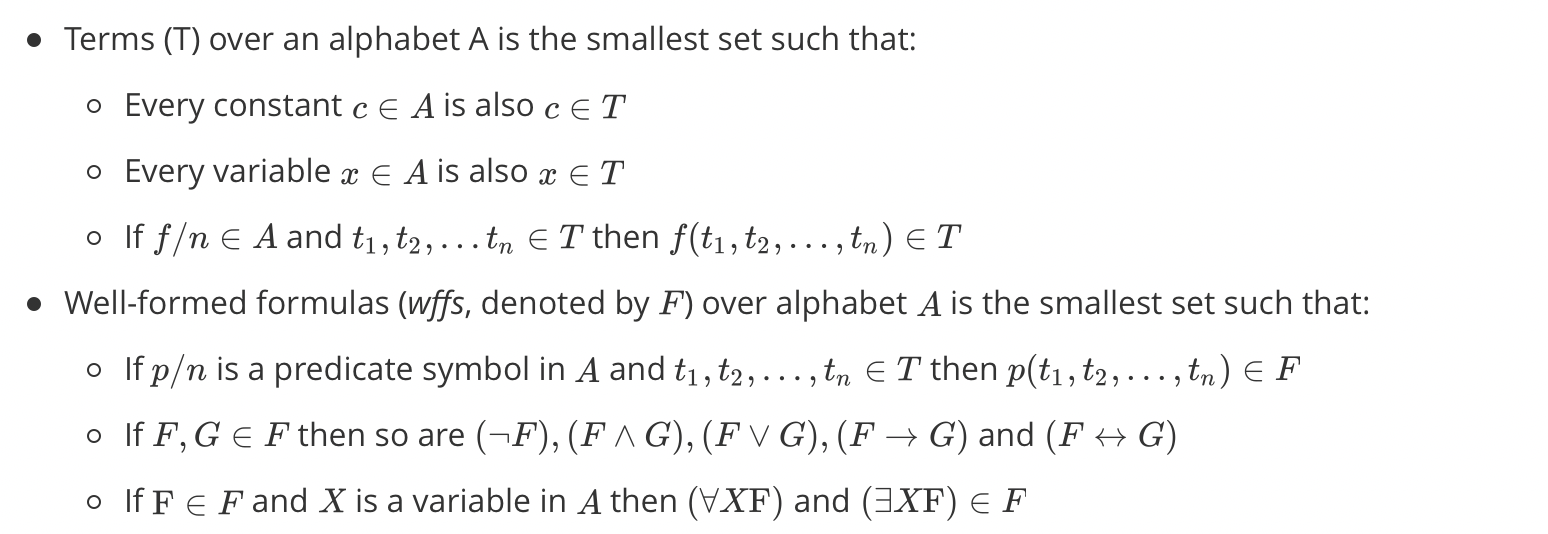 • Terms (T) over an alphabet A is the smallest set such that:
◦ Every constant c ∈ A is also c ∈ T
◦ Every variable x ∈ A is also x ∈ T
◦ If f/n ∈ A and t₁, t₂, … tₙ ∈ T then f(t₁, t₂, …, tₙ) ∈ T
• Well-formed formulas (wffs, denoted by F) over alphabet A is the smallest set such that:
◦ If p/n is a predicate symbol in A and t₁, t₂, …, tₙ ∈ T then p(t₁, t₂, …, tₙ) ∈ F
◦ If F, G ∈ F then so are (¬F), (F ∧ G), (F ∨ G), (F → G) and (F ↔ G)
◦ If F ∈ F and X is a variable in A then (∀XF) and (∃XF) ∈ F